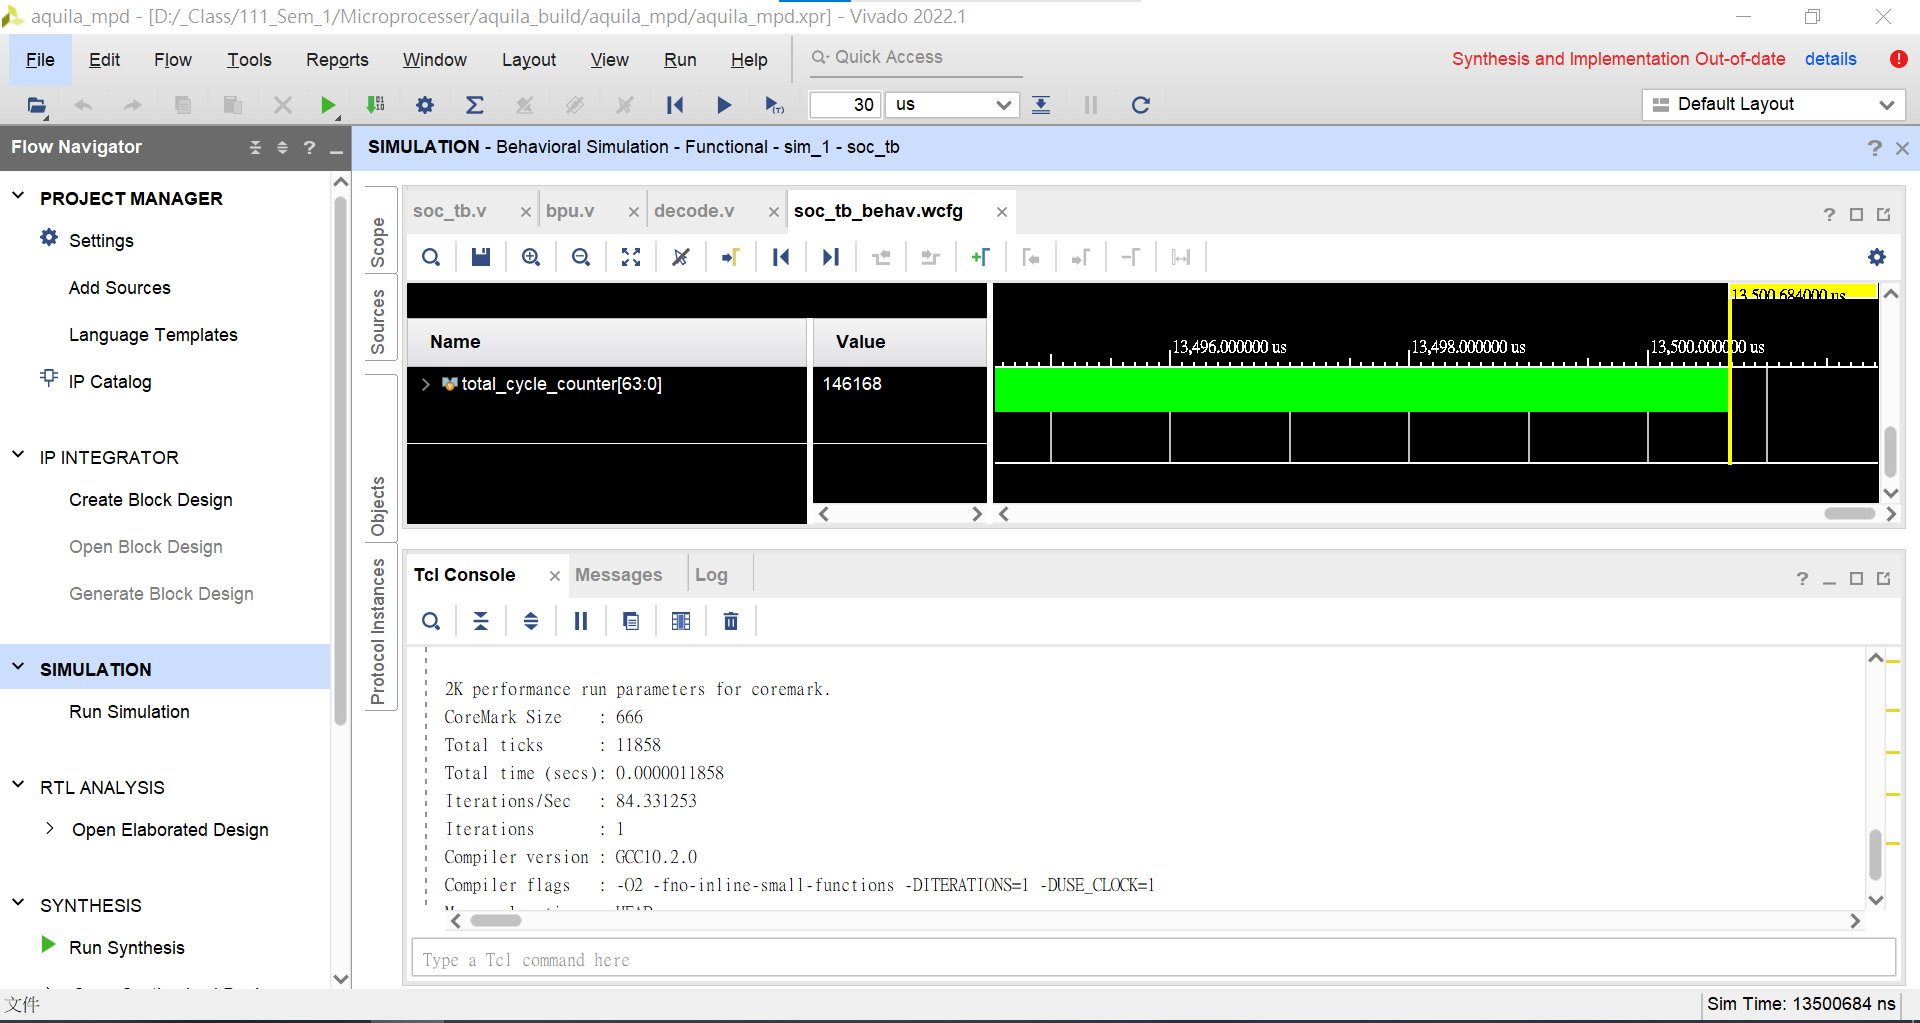 aquila_mpd - [D:/_Class/111_Sem_1/Microprocesser/aquila_build/aquila_mpd/aquila_mpd.xpr] - Vivado 2022.1
File Edit Flow Tools Reports Window Layout View Run Help Quick Access Synthesis and Implementation Out-of-date details
30 us Default Layout
Flow Navigator
PROJECT MANAGER
Settings
Add Sources
Language Templates
IP Catalog
IP INTEGRATOR
Create Block Design
Open Block Design
Generate Block Design
SIMULATION
Run Simulation
RTL ANALYSIS
Open Elaborated Design
SYNTHESIS
Run Synthesis
SIMULATION - Behavioral Simulation - Functional - sim_1 - soc_tb
Scope
Sources
Objects
Protocol Instances
soc_tb.v bpu.v decode.v soc_tb_behav.wcfg
13,500.684000 us
Name Value
13,496.000000 us 13,498.000000 us 13,500.000000 us
total_cycle_counter[63:0] 146168
Tcl Console Messages Log
2K performance run parameters for coremark.
CoreMark Size : 666
Total ticks : 11858
Total time (secs): 0.0000011858
Iterations/Sec : 84.331253
Iterations : 1
Compiler version : GCC10.2.0
Compiler flags : -O2 -fno-inline-small-functions -DITERATIONS=1 -DUSE_CLOCK=1
Type a Tcl command here
文件
Sim Time: 13500684 ns